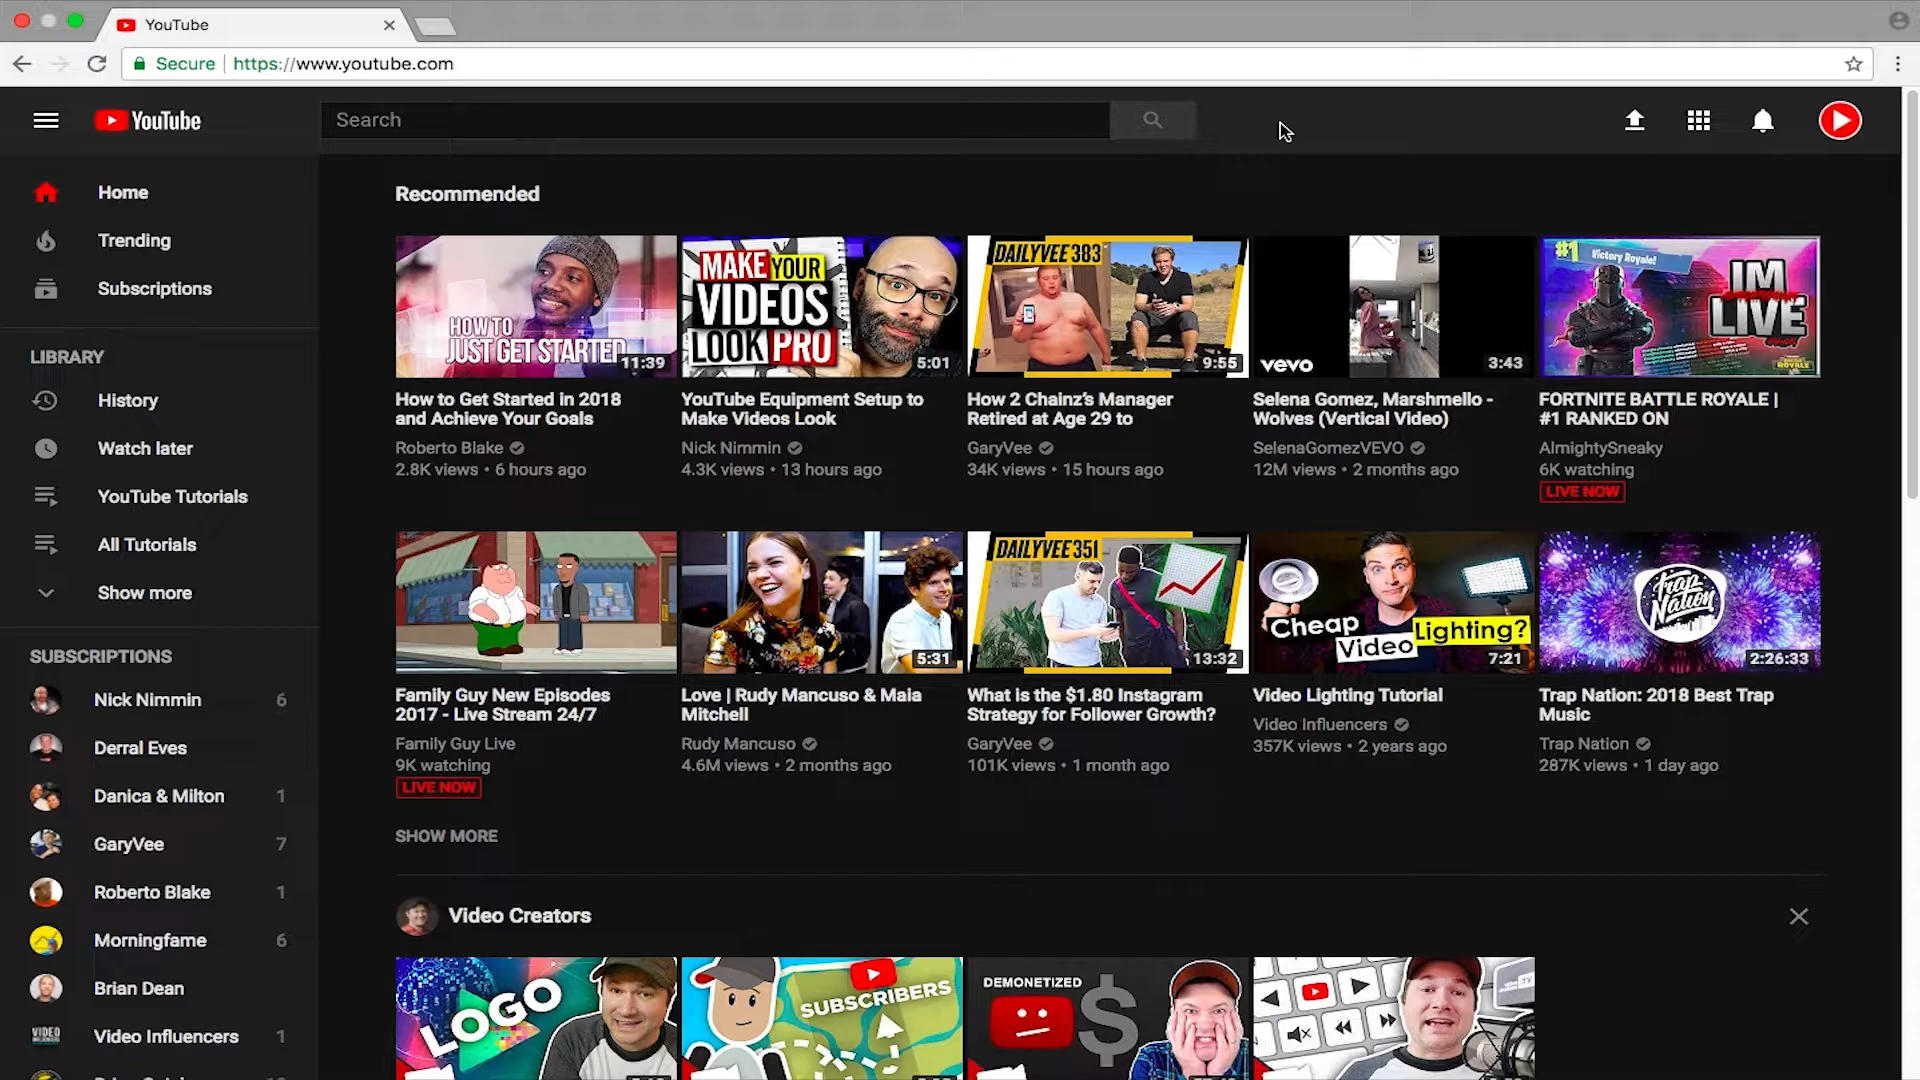 YouTube
Secure
https://www.youtube.com
YouTube
Search
Home
Trending
Subscriptions
LIBRARY
History
Watch later
YouTube Tutorials
All Tutorials
Show more
SUBSCRIPTIONS
Nick Nimmin 6
Derral Eves
Danica & Milton 1
GaryVee 7
Roberto Blake 1
Morningfame 6
Brian Dean
Video Influencers 1
Recommended
HOW TO
JUST GET STARTED
11:39
How to Get Started in 2018
and Achieve Your Goals
Roberto Blake
2.8K views • 6 hours ago
MAKE YOUR
VIDEOS
LOOK PRO
5:01
YouTube Equipment Setup to
Make Videos Look
Nick Nimmin
4.3K views • 13 hours ago
DAILYVEE 383
9:55
How 2 Chainz’s Manager
Retired at Age 29 to
GaryVee
34K views • 15 hours ago
vevo
3:43
Selena Gomez, Marshmello -
Wolves (Vertical Video)
SelenaGomezVEVO
12M views • 2 months ago
#1
Victory Royale!
IM
LIVE
FORTNITE BATTLE ROYALE |
#1 RANKED ON
AlmightySneaky
6K watching
LIVE NOW
Family Guy New Episodes
2017 - Live Stream 24/7
Family Guy Live
9K watching
LIVE NOW
5:31
Love | Rudy Mancuso & Maia
Mitchell
Rudy Mancuso
4.6M views • 2 months ago
DAILYVEE 351
13:32
What is the $1.80 Instagram
Strategy for Follower Growth?
GaryVee
101K views • 1 month ago
Cheap
Video Lighting?
7:21
Video Lighting Tutorial
Video Influencers
357K views • 2 years ago
Trap
Nation
2:26:33
Trap Nation: 2018 Best Trap
Music
Trap Nation
287K views • 1 day ago
SHOW MORE
Video Creators
LOGO
SUBSCRIBERS
DEMONETIZED
$